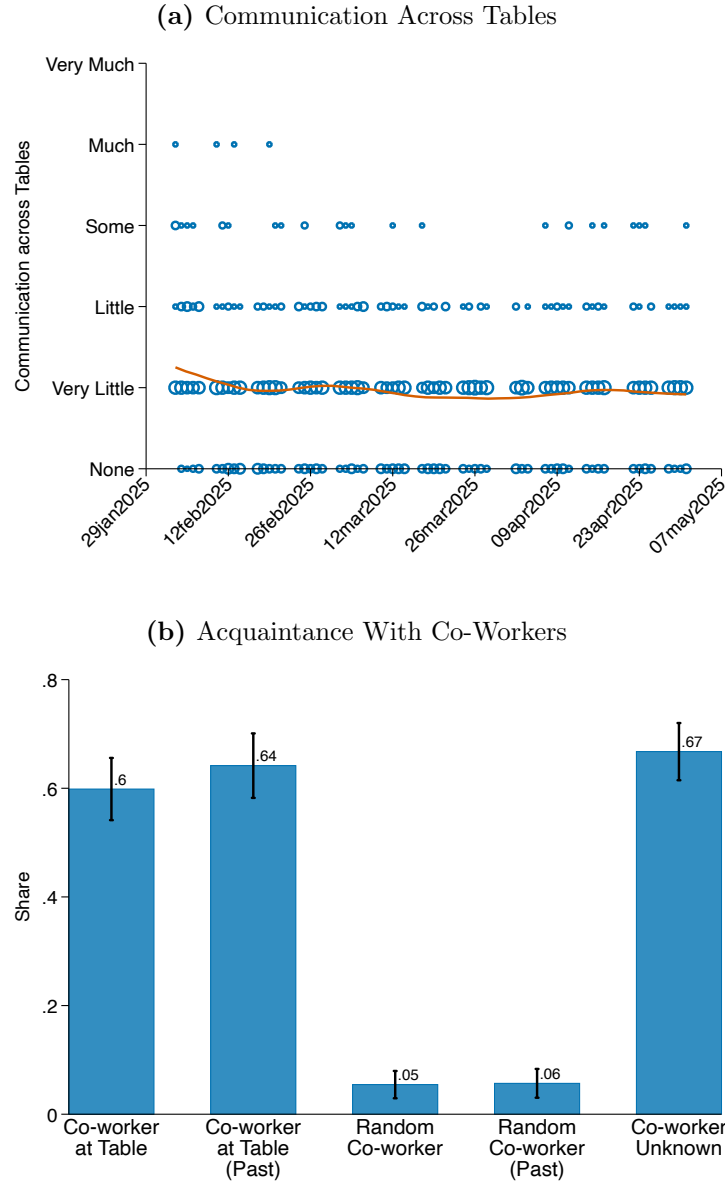 (a) Communication Across Tables
Communication across Tables
Very Much
Much
Some
Little
Very Little
None
29jan2025
12feb2025
26feb2025
12mar2025
26mar2025
09apr2025
23apr2025
07may2025
(b) Acquaintance With Co-Workers
Share
.8
.6
.4
.2
0
.6
.64
.05
.06
.67
Co-worker
at Table
Co-worker
at Table
(Past)
Random
Co-worker
Random
Co-worker
(Past)
Co-worker
Unknown